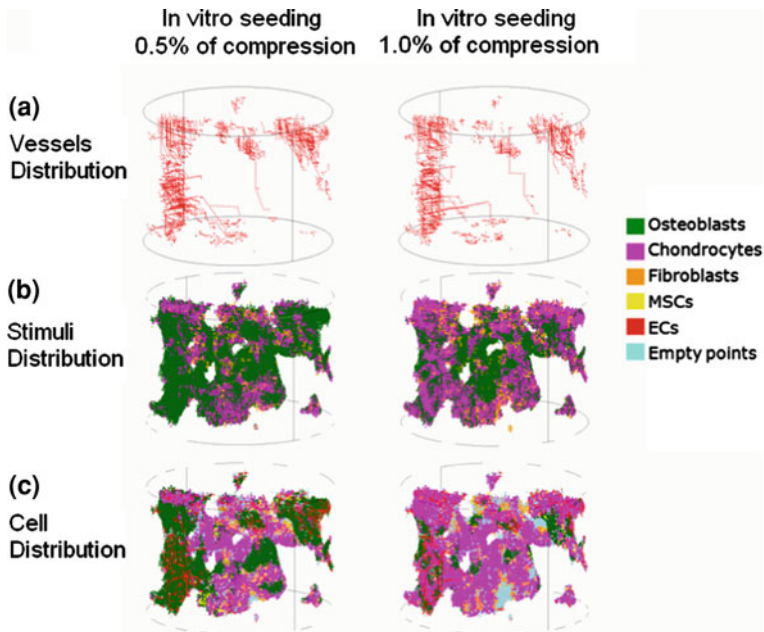 In vitro seeding
0.5% of compression
In vitro seeding
1.0% of compression
(a)
Vessels
Distribution
(b)
Stimuli
Distribution
(c)
Cell
Distribution
Osteoblasts
Chondrocytes
Fibroblasts
MSCs
ECs
Empty points